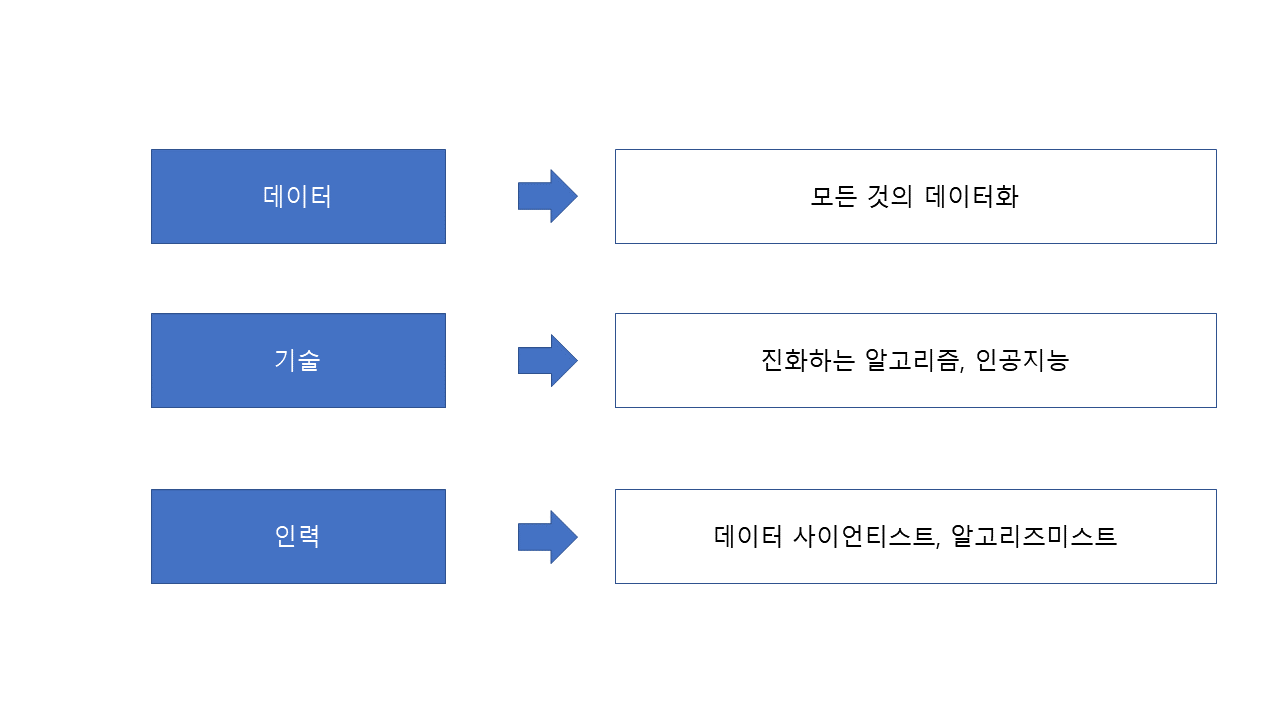 데이터
모든 것의 데이터화
기술
진화하는 알고리즘, 인공지능
인력
데이터 사이언티스트, 알고리즈미스트